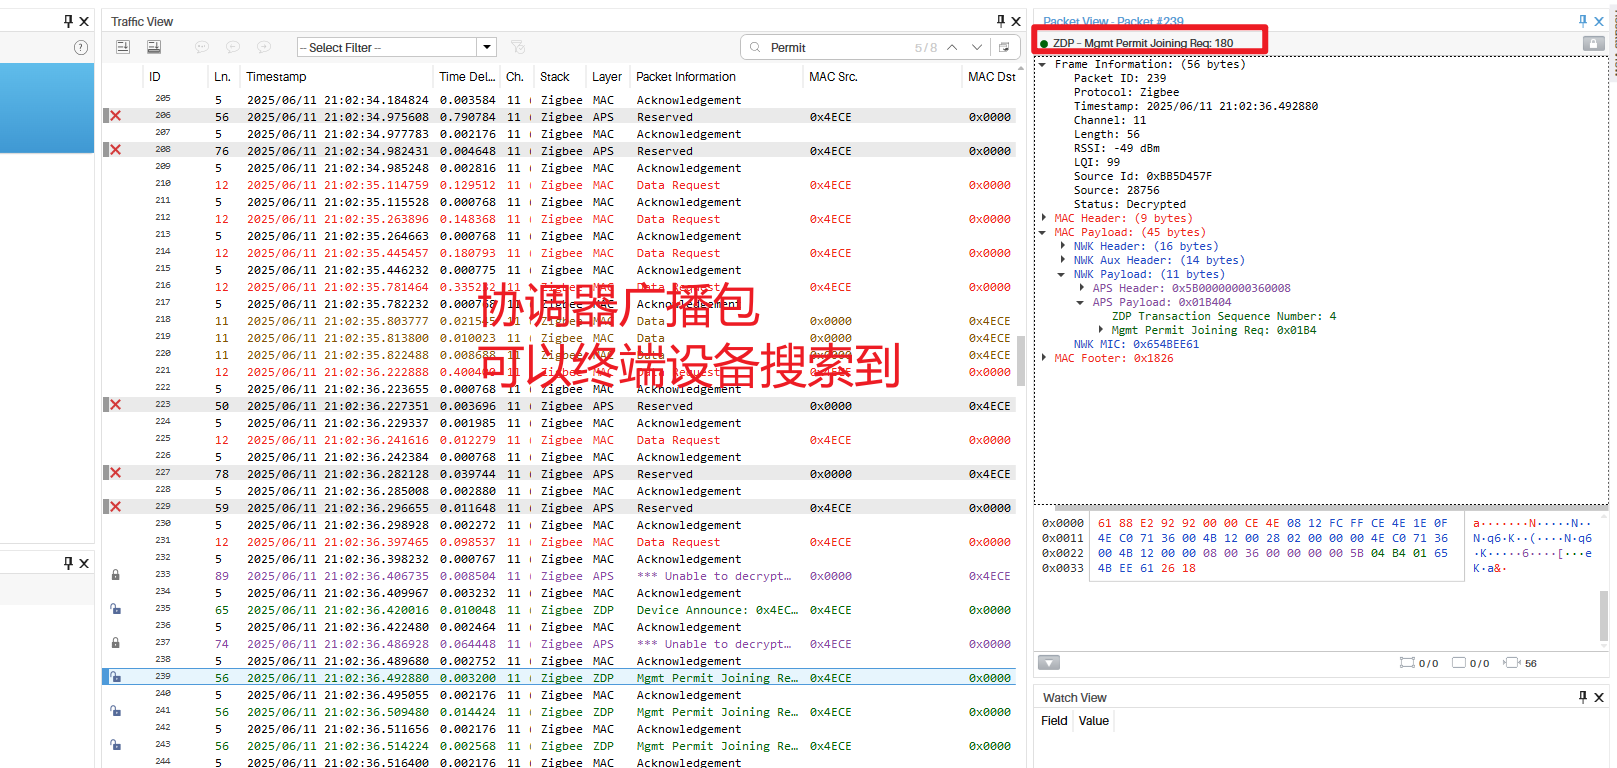 Traffic View
-- Select Filter --
Permit
5 / 8
ID Ln. Timestamp Time Del... Ch. Stack Layer Packet Information MAC Src. MAC Dst
205 5 2025/06/11 21:02:34.184824 0.003584 11 Zigbee MAC Acknowledgement
206 56 2025/06/11 21:02:34.975608 0.790784 11 Zigbee APS Reserved 0x4ECE 0x0000
207 5 2025/06/11 21:02:34.977783 0.002176 11 Zigbee MAC Acknowledgement
208 76 2025/06/11 21:02:34.982431 0.004648 11 Zigbee APS Reserved 0x4ECE 0x0000
209 5 2025/06/11 21:02:34.985248 0.002816 11 Zigbee MAC Acknowledgement
210 12 2025/06/11 21:02:35.114759 0.129512 11 Zigbee MAC Data Request 0x4ECE 0x0000
211 5 2025/06/11 21:02:35.115528 0.000768 11 Zigbee MAC Acknowledgement
212 12 2025/06/11 21:02:35.263896 0.148368 11 Zigbee MAC Data Request 0x4ECE 0x0000
213 5 2025/06/11 21:02:35.264663 0.000768 11 Zigbee MAC Acknowledgement
214 12 2025/06/11 21:02:35.445457 0.180793 11 Zigbee MAC Data Request 0x4ECE 0x0000
215 5 2025/06/11 21:02:35.446232 0.000775 11 Zigbee MAC Acknowledgement
216 12 2025/06/11 21:02:35.781464 11 Zigbee MAC Data Request 0x4ECE 0x0000
217 5 2025/06/11 21:02:35.782232 11 MAC Acknowledgement
218 11 2025/06/11 21:02:35.803777 11 Zigbee MAC Data 0x0000 0x4ECE
219 11 2025/06/11 21:02:35.813800 0.010023 11 Zigbee MAC Data 0x0000 0x4ECE
220 11 2025/06/11 21:02:35.822488 0.008688 11 Data 0x0000 0x4ECE
221 12 2025/06/11 21:02:36.222888 11 MAC Data Request 0x0000
222 5 2025/06/11 21:02:36.223655 0.000768 11 Zigbee MAC Acknowledgement
223 50 2025/06/11 21:02:36.227351 0.003696 11 Zigbee APS Reserved 0x0000 0x4ECE
224 5 2025/06/11 21:02:36.229337 0.001985 11 Zigbee MAC Acknowledgement
225 12 2025/06/11 21:02:36.241616 0.012279 11 Zigbee MAC Data Request 0x4ECE 0x0000
226 5 2025/06/11 21:02:36.242384 0.000768 11 Zigbee MAC Acknowledgement
227 78 2025/06/11 21:02:36.282128 0.039744 11 Zigbee APS Reserved 0x0000 0x4ECE
228 5 2025/06/11 21:02:36.285008 0.002880 11 Zigbee MAC Acknowledgement
229 59 2025/06/11 21:02:36.296655 0.011648 11 Zigbee APS Reserved 0x4ECE 0x0000
230 5 2025/06/11 21:02:36.298928 0.002272 11 Zigbee MAC Acknowledgement
231 12 2025/06/11 21:02:36.397465 0.098537 11 Zigbee MAC Data Request 0x4ECE 0x0000
232 5 2025/06/11 21:02:36.398232 0.000767 11 Zigbee MAC Acknowledgement
233 89 2025/06/11 21:02:36.406735 0.008504 11 Zigbee APS *** Unable to decrypt... 0x0000 0x4ECE
234 5 2025/06/11 21:02:36.409967 0.003232 11 Zigbee MAC Acknowledgement
235 65 2025/06/11 21:02:36.420016 0.010048 11 Zigbee ZDP Device Announce: 0x4EC... 0x4ECE 0x0000
236 5 2025/06/11 21:02:36.422480 0.002464 11 Zigbee MAC Acknowledgement
237 74 2025/06/11 21:02:36.486928 0.064448 11 Zigbee APS *** Unable to decrypt... 0x4ECE 0x0000
238 5 2025/06/11 21:02:36.489680 0.002752 11 Zigbee MAC Acknowledgement
239 56 2025/06/11 21:02:36.492880 0.003200 11 Zigbee ZDP Mgmt Permit Joining Re... 0x4ECE 0x0000
240 5 2025/06/11 21:02:36.495055 0.002176 11 Zigbee MAC Acknowledgement
241 56 2025/06/11 21:02:36.509480 0.014424 11 Zigbee ZDP Mgmt Permit Joining Re... 0x4ECE 0x0000
242 5 2025/06/11 21:02:36.511656 0.002176 11 Zigbee MAC Acknowledgement
243 56 2025/06/11 21:02:36.514224 0.002568 11 Zigbee ZDP Mgmt Permit Joining Re... 0x4ECE 0x0000
244 5 2025/06/11 21:02:36.516400 0.002176 11 Zigbee MAC Acknowledgement
协调器广播包
可以终端设备搜索到
Packet View - Packet #239
ZDP - Mgmt Permit Joining Req: 180
Frame Information: (56 bytes)
Packet ID: 239
Protocol: Zigbee
Timestamp: 2025/06/11 21:02:36.492880
Channel: 11
Length: 56
RSSI: -49 dBm
LQI: 99
Source Id: 0xBB5D457F
Source: 28756
Status: Decrypted
MAC Header: (9 bytes)
MAC Payload: (45 bytes)
NWK Header: (16 bytes)
NWK Aux Header: (14 bytes)
NWK Payload: (11 bytes)
APS Header: 0x5B00000000360008
APS Payload: 0x01B404
ZDP Transaction Sequence Number: 4
Mgmt Permit Joining Req: 0x01B4
NWK MIC: 0x654BEE61
MAC Footer: 0x1826
0x0000 61 88 E2 92 92 00 00 CE 4E 08 12 FC FF CE 4E 1E 0F a·······N·····N··
0x0011 4E C0 71 36 00 4B 12 00 28 02 00 00 00 4E C0 71 36 N·q6·K··(····N·q6
0x0022 00 4B 12 00 00 08 00 36 00 00 00 00 5B 04 B4 01 65 ·K·····6····[···e
0x0033 4B EE 61 26 18 K·a&·
0 / 0 0 / 0 56
Watch View
Field Value